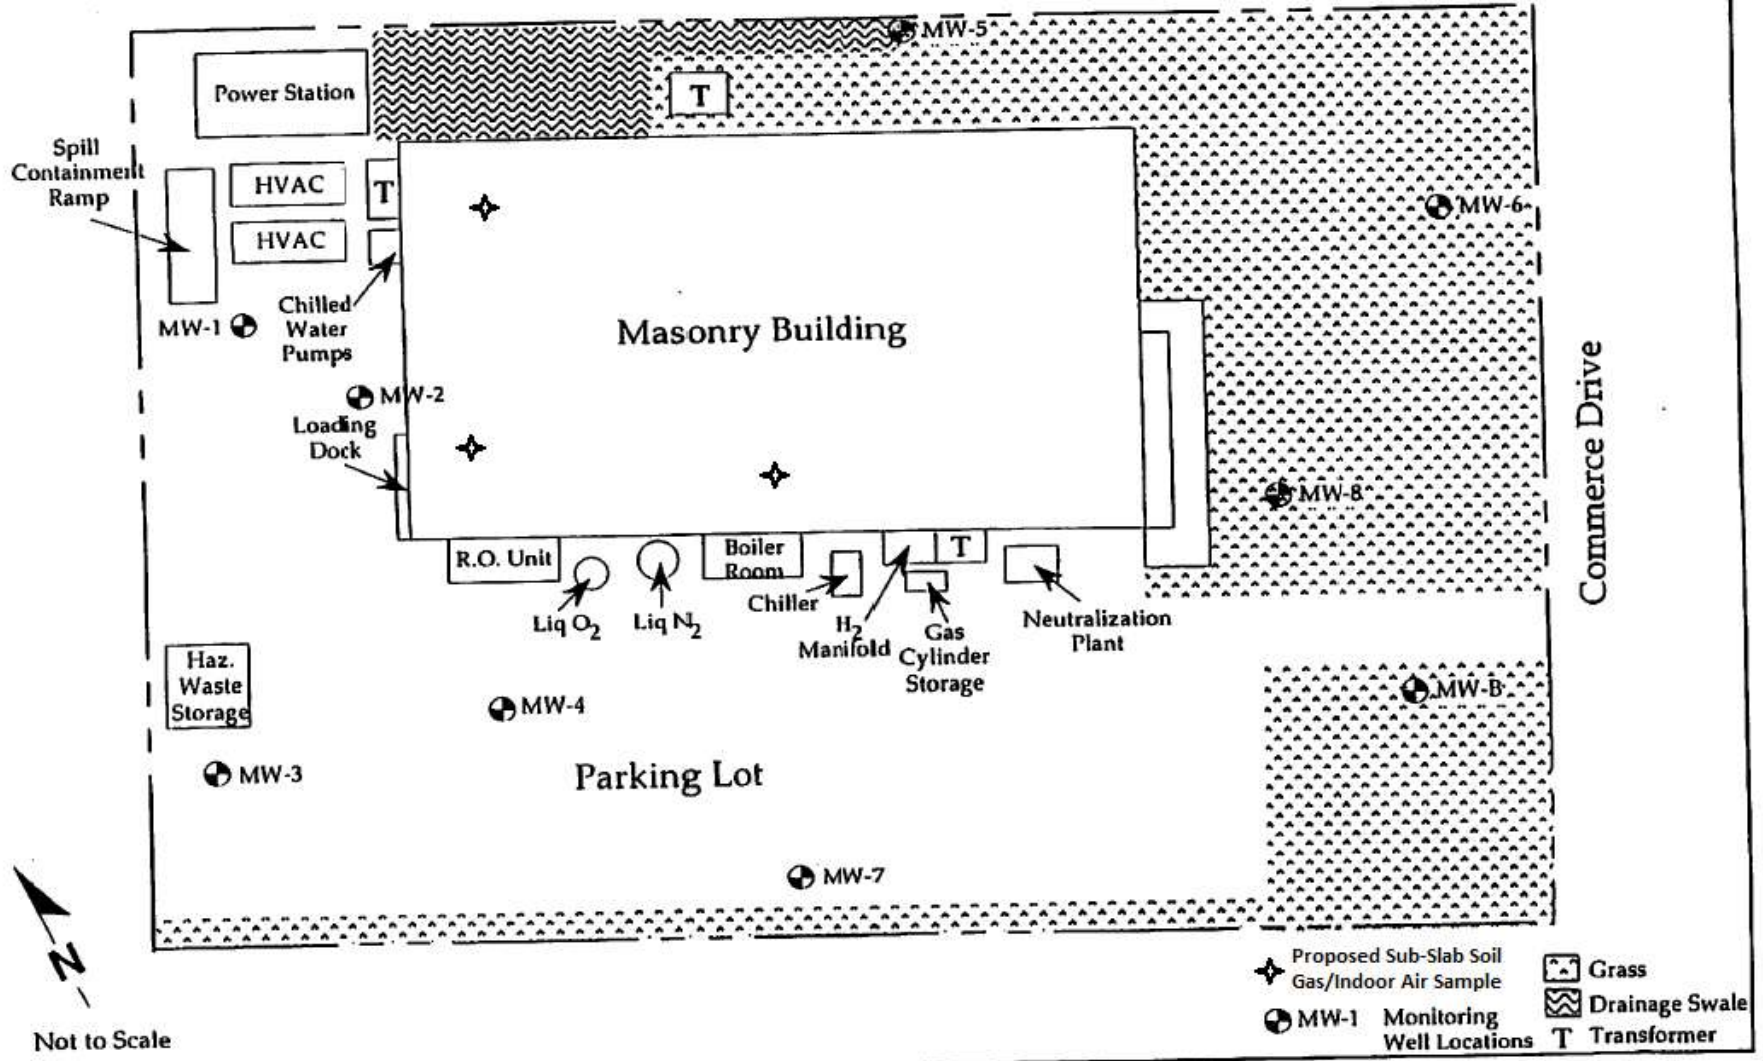 MW-5
Power Station
T
Spill
Containment
Ramp
HVAC
T
HVAC
MW-6
Chilled
Water
Pumps
MW-1
Masonry Building
MW-2
Loading
Dock
Commerce Drive
MW-8
R.O. Unit
Boiler
Room
T
Liq O2
Liq N2
Chiller
H2
Manifold
Gas
Cylinder
Storage
Neutralization
Plant
Haz.
Waste
Storage
MW-4
MW-B
MW-3
Parking Lot
MW-7
N
Not to Scale
Proposed Sub-Slab Soil
Gas/Indoor Air Sample
MW-1 Monitoring
Well Locations
Grass
Drainage Swale
T Transformer